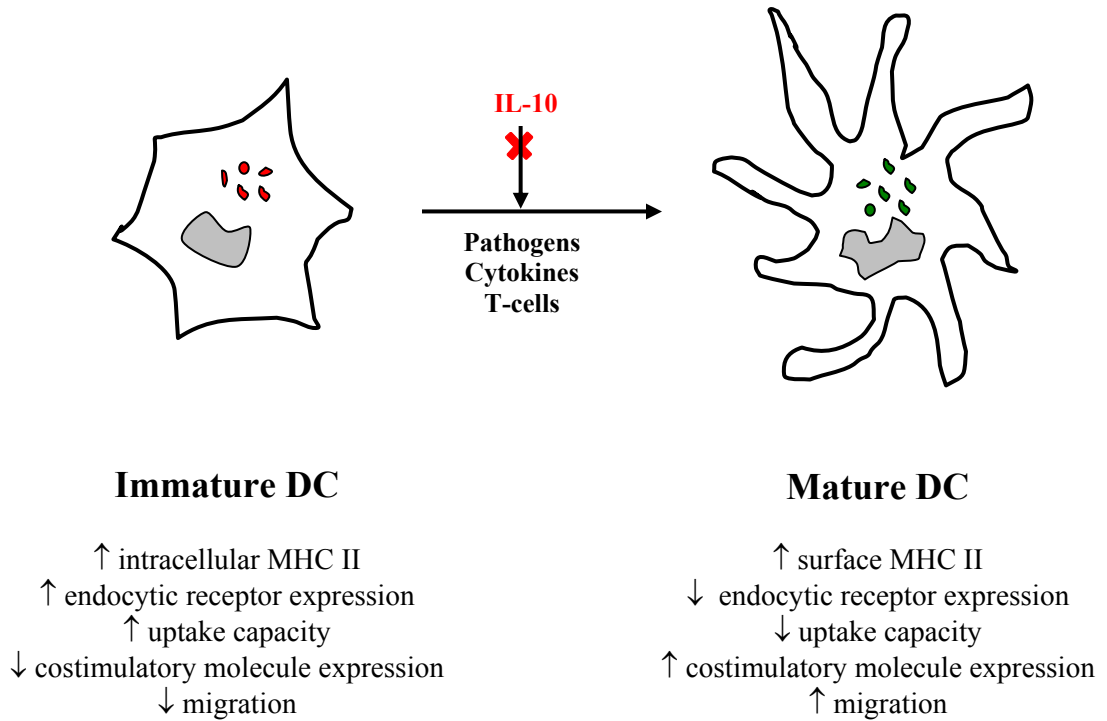 IL-10
Pathogens
Cytokines
T-cells
Immature DC
↑ intracellular MHC II
↑ endocytic receptor expression
↑ uptake capacity
↓ costimulatory molecule expression
↓ migration
Mature DC
↑ surface MHC II
↓ endocytic receptor expression
↓ uptake capacity
↑ costimulatory molecule expression
↑ migration